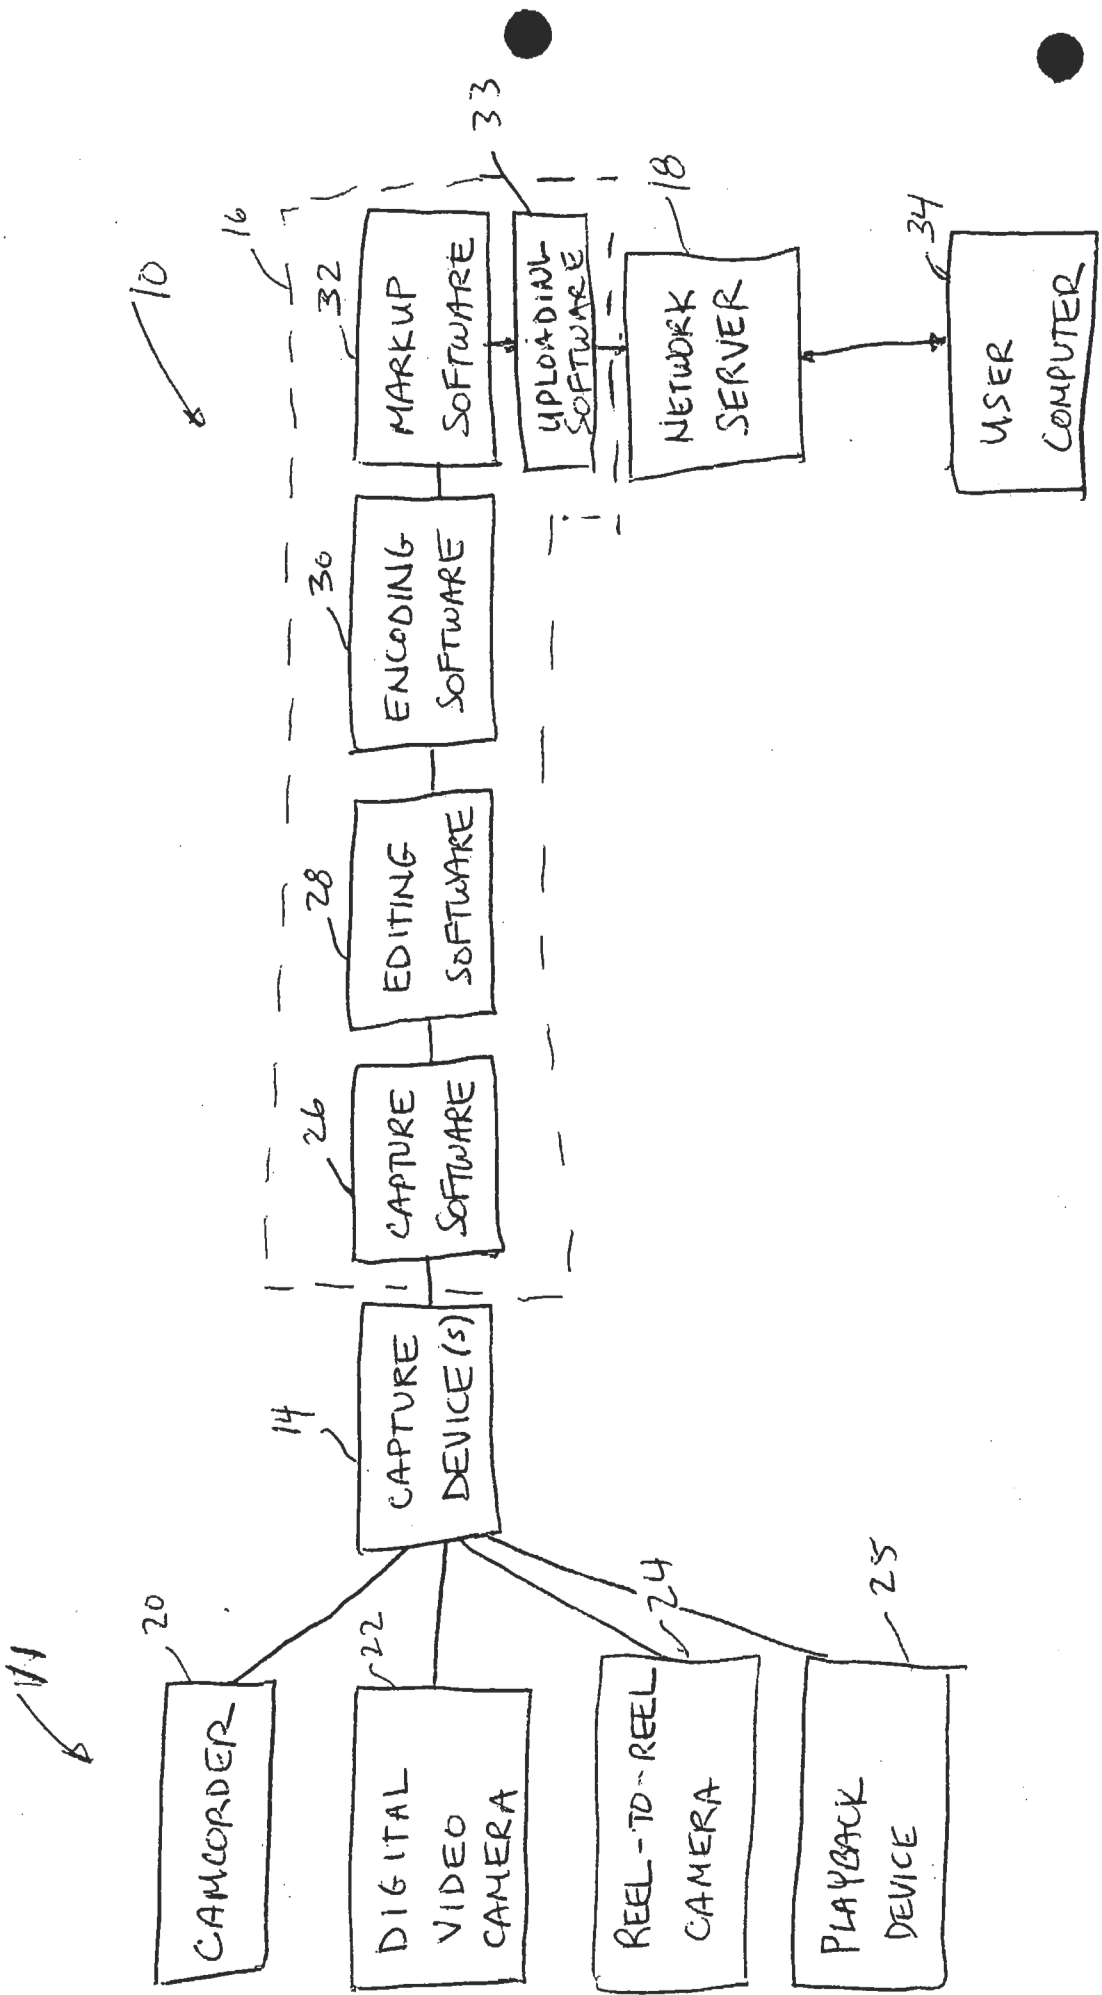 11
10
20
CAMCORDER
22
DIGITAL
VIDEO
CAMERA
24
REEL-TO-REEL
CAMERA
25
PLAYBACK
DEVICE
14
CAPTURE
DEVICE(S)
16
26
CAPTURE
SOFTWARE
28
EDITING
SOFTWARE
30
ENCODING
SOFTWARE
32
MARKUP
SOFTWARE
33
UPLOADING
SOFTWARE
18
NETWORK
SERVER
34
USER
COMPUTER